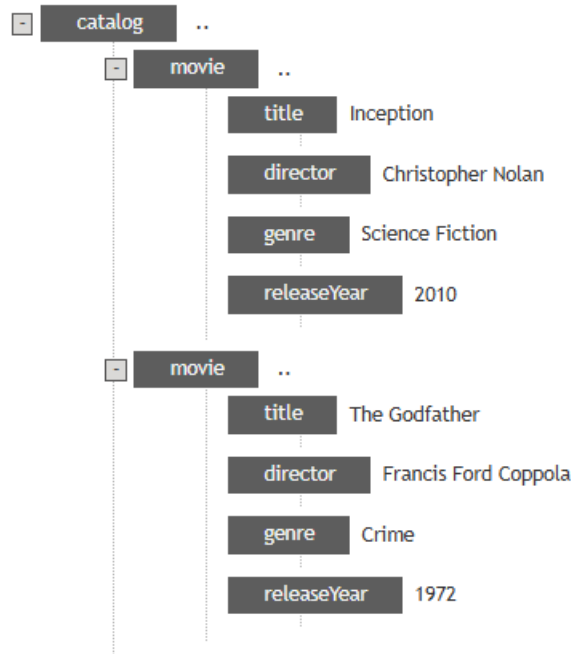 - catalog ..
- movie ..
title Inception
director Christopher Nolan
genre Science Fiction
releaseYear 2010
- movie ..
title The Godfather
director Francis Ford Coppola
genre Crime
releaseYear 1972